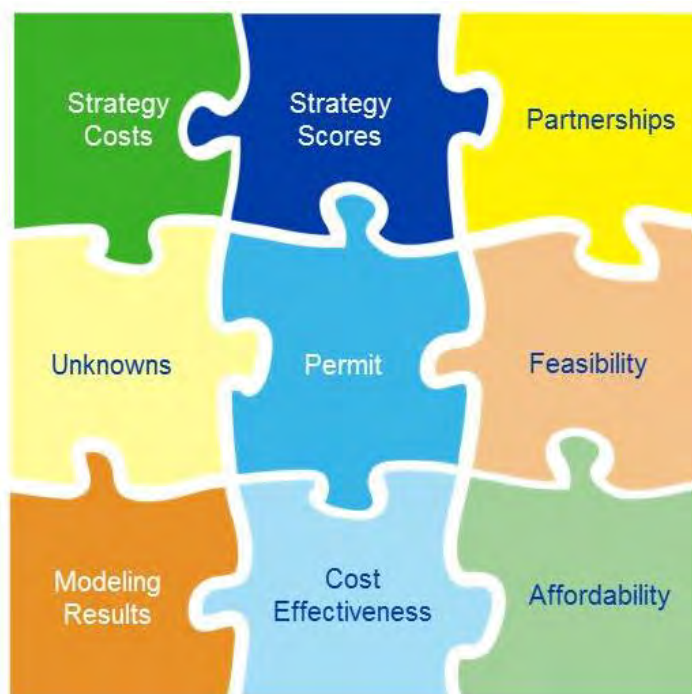 Strategy
Costs
Strategy
Scores
Partnerships
Unknowns
Permit
Feasibility
Modeling
Results
Cost
Effectiveness
Affordability